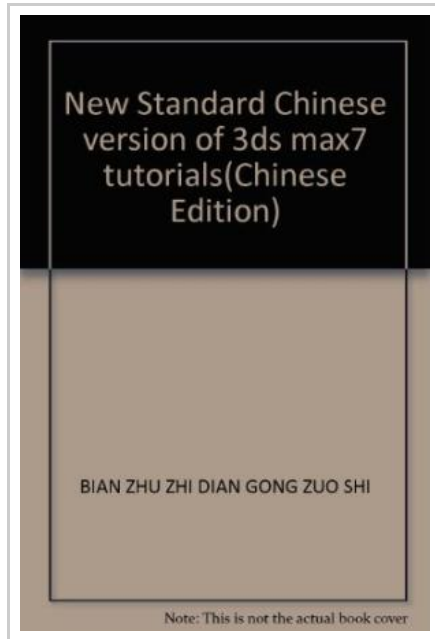 New Standard Chinese
version of 3ds max7
tutorials(Chinese
Edition)
BIAN ZHU ZHI DIAN GONG ZUO SHI
Note: This is not the actual book cover